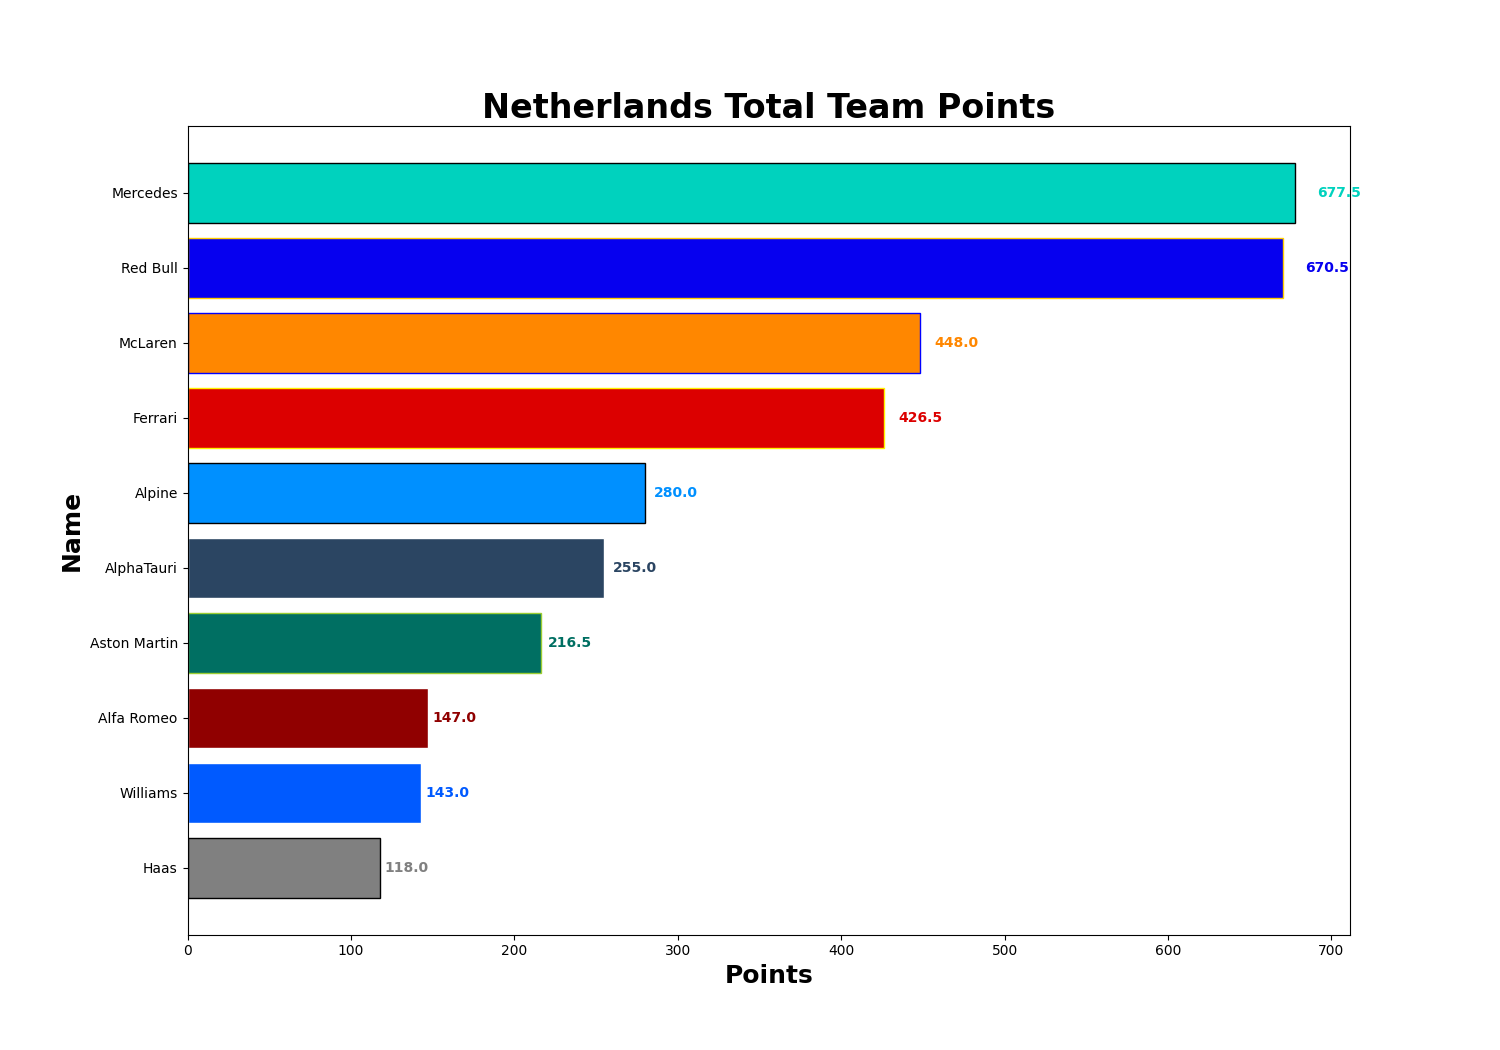 Netherlands Total Team Points
Mercedes 677.5
Red Bull 670.5
McLaren 448.0
Ferrari 426.5
Alpine 280.0
AlphaTauri 255.0
Aston Martin 216.5
Alfa Romeo 147.0
Williams 143.0
Haas 118.0
Name
0 100 200 300 400 500 600 700
Points